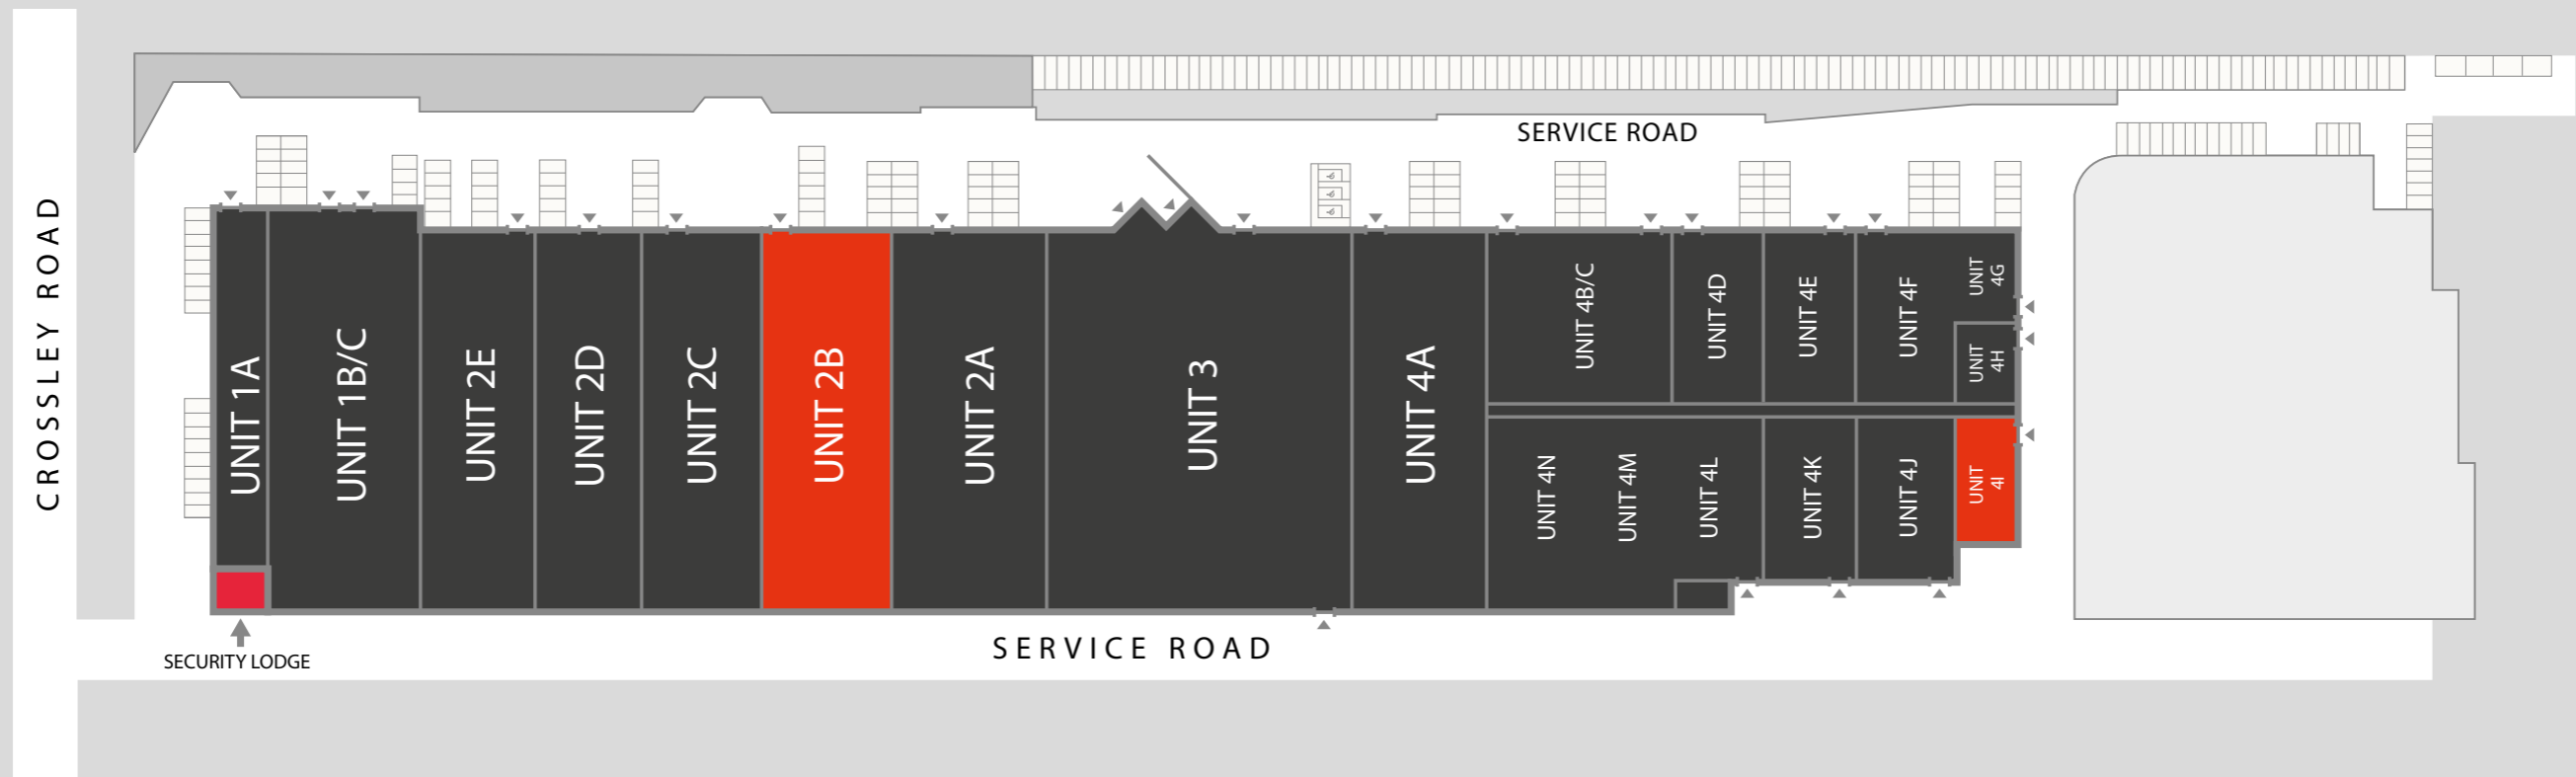 CROSSLEY ROAD
SERVICE ROAD
UNIT 1A
UNIT 1B/C
UNIT 2E
UNIT 2D
UNIT 2C
UNIT 2B
UNIT 2A
UNIT 3
UNIT 4A
UNIT 4B/C
UNIT 4D
UNIT 4E
UNIT 4F
UNIT
4G
UNIT
4H
UNIT 4N
UNIT 4M
UNIT 4L
UNIT 4K
UNIT 4J
UNIT
4I
SECURITY LODGE
SERVICE ROAD